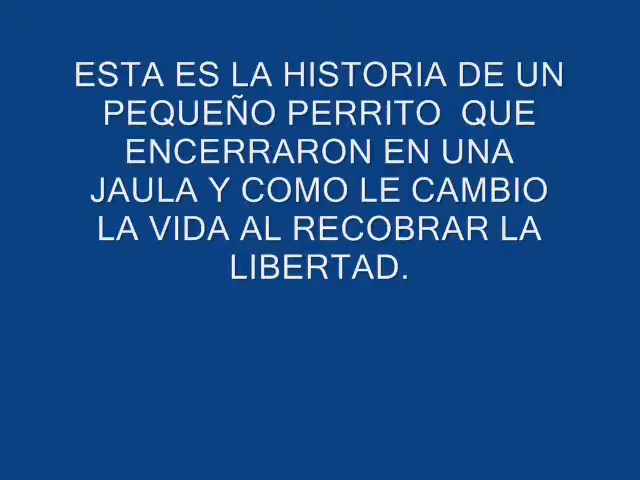 ESTA ES LA HISTORIA DE UN
PEQUEÑO PERRITO  QUE
ENCERRARON EN UNA
JAULA Y COMO LE CAMBIO
LA VIDA AL RECOBRAR LA
LIBERTAD.